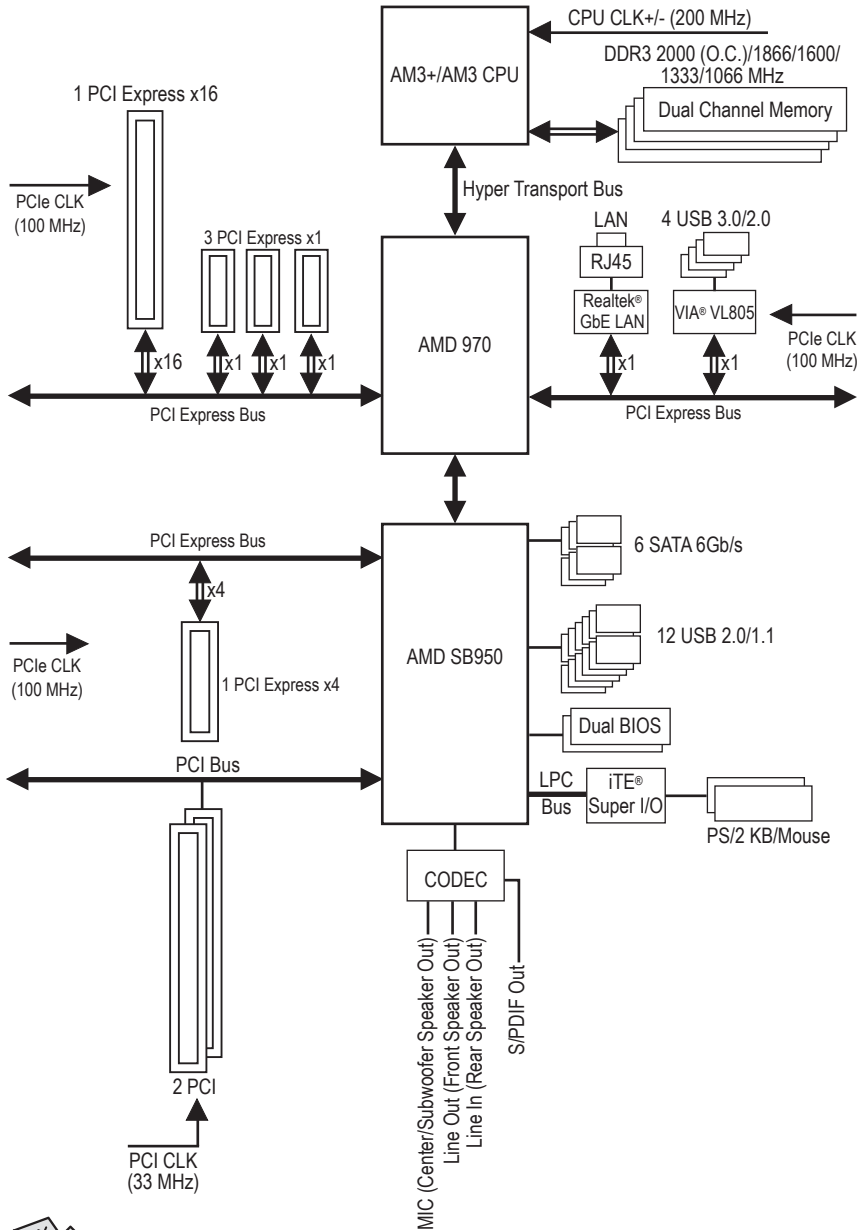 CPU CLK+/- (200 MHz)
AM3+/AM3 CPU
DDR3 2000 (O.C.)/1866/1600/
1333/1066 MHz
Dual Channel Memory
1 PCI Express x16
PCIe CLK
(100 MHz)
Hyper Transport Bus
3 PCI Express x1
LAN
RJ45
Realtek®
GbE LAN
4 USB 3.0/2.0
VIA® VL805
PCIe CLK
(100 MHz)
AMD 970
x16
x1
x1
x1
x1
x1
PCI Express Bus
PCI Express Bus
PCI Express Bus
x4
PCIe CLK
(100 MHz)
1 PCI Express x4
AMD SB950
6 SATA 6Gb/s
12 USB 2.0/1.1
Dual BIOS
PCI Bus
LPC
Bus
iTE®
Super I/O
PS/2 KB/Mouse
CODEC
MIC (Center/Subwoofer Speaker Out)
Line Out (Front Speaker Out)
Line In (Rear Speaker Out)
S/PDIF Out
2 PCI
PCI CLK
(33 MHz)